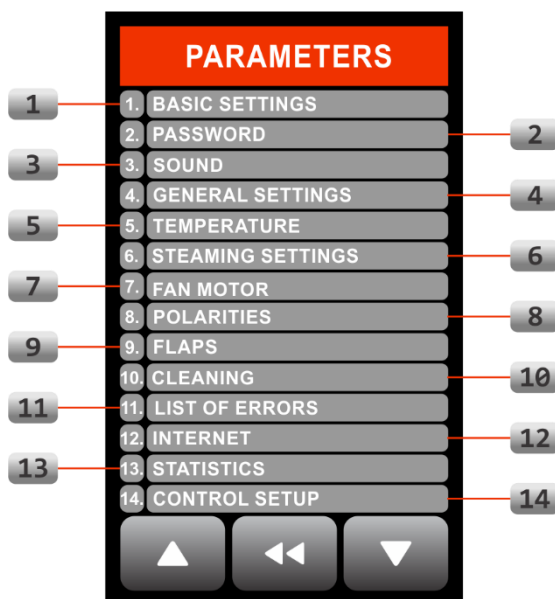 PARAMETERS
1 1. BASIC SETTINGS
2. PASSWORD 2
3 3. SOUND
4. GENERAL SETTINGS 4
5 5. TEMPERATURE
6. STEAMING SETTINGS 6
7 7. FAN MOTOR
8. POLARITIES 8
9 9. FLAPS
10. CLEANING 10
11 11. LIST OF ERRORS
12. INTERNET 12
13 13. STATISTICS
14. CONTROL SETUP 14